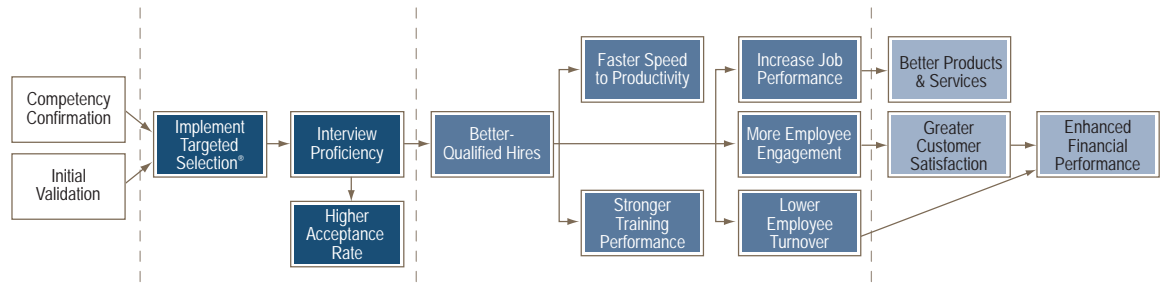 Competency
Confirmation
Initial
Validation
Implement
Targeted
Selection®
Interview
Proficiency
Higher
Acceptance
Rate
Better-
Qualified Hires
Faster Speed
to Productivity
Stronger
Training
Performance
Increase Job
Performance
More Employee
Engagement
Lower
Employee
Turnover
Better Products
& Services
Greater
Customer
Satisfaction
Enhanced
Financial
Performance